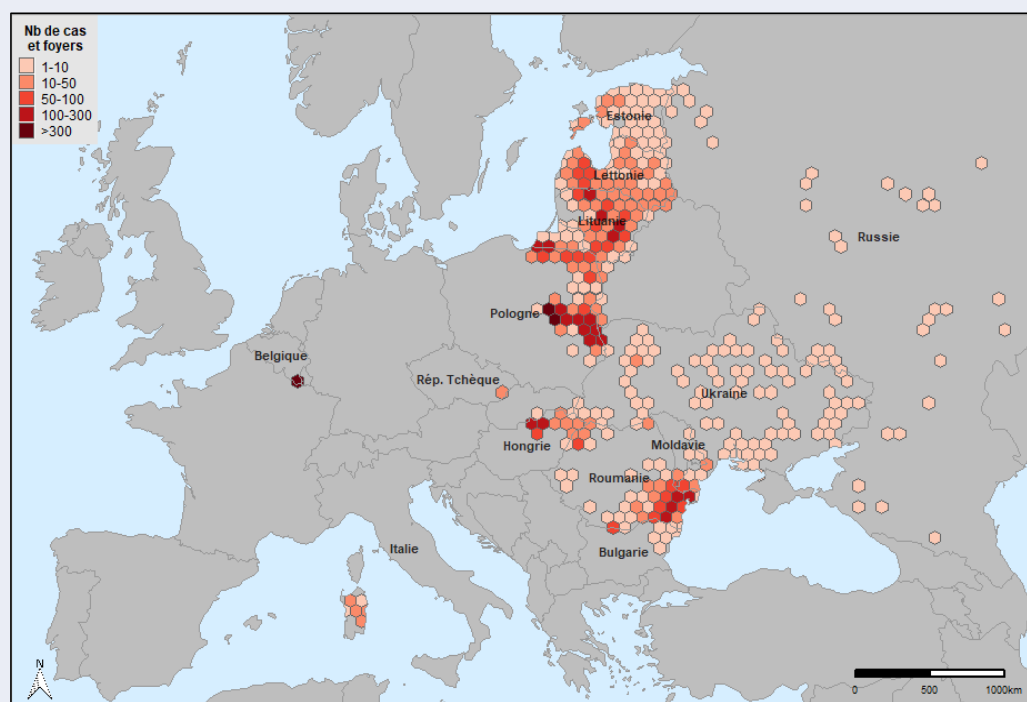 Nb de cas
et foyers
1-10
10-50
50-100
100-300
>300
Estonie
Lettonie
Lituanie
Russie
Pologne
Belgique
Rép. Tchèque
Ukraine
Hongrie
Moldavie
Roumanie
Bulgarie
Italie
N
0 500 1000km